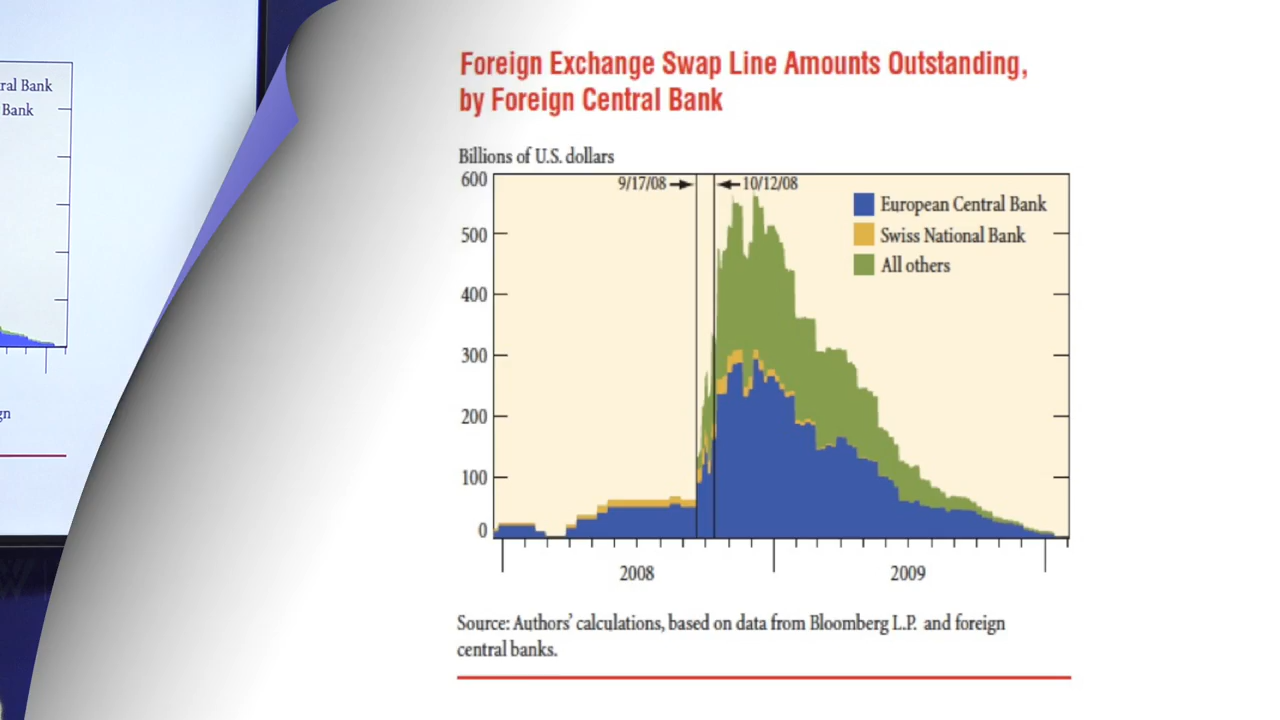 ral Bank
Bank
gn
Foreign Exchange Swap Line Amounts Outstanding,
by Foreign Central Bank
Billions of U.S. dollars
600
9/17/08
10/12/08
European Central Bank
500
Swiss National Bank
All others
400
300
200
100
0
2008
2009
Source: Authors' calculations, based on data from Bloomberg L.P. and foreign
central banks.